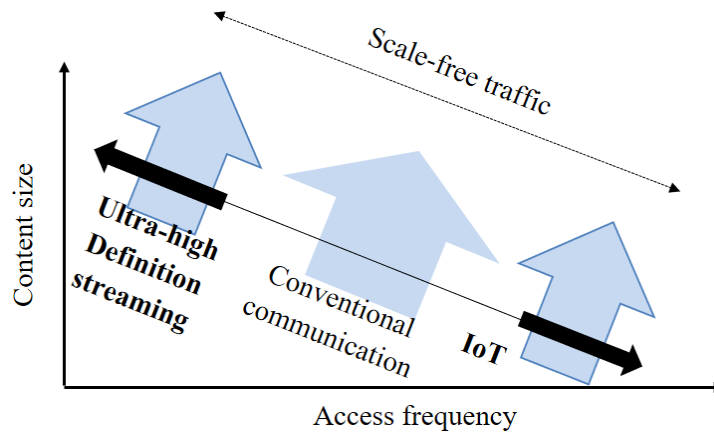 Scale-free traffic
Content size
Ultra-high
Definition
streaming
Conventional
communication
IoT
Access frequency